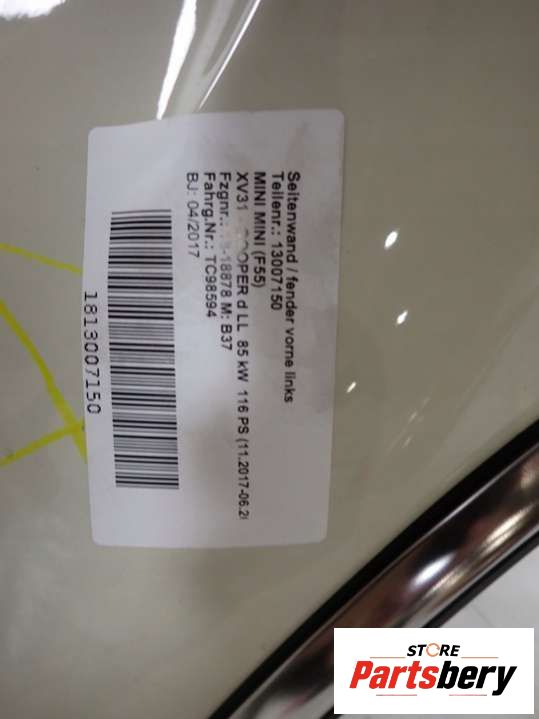 Seitenwand / fender vorne links
Teilenr.: 13007150
MINI MINI (F55)
XV31 COOPER d LL 85 kW 116 PS (11.2017-06.2
Fzgnr.: -18878 M: B37
Fahrg.Nr.: TC98594
BJ: 04/2017
1813007150
STORE
Partsbery